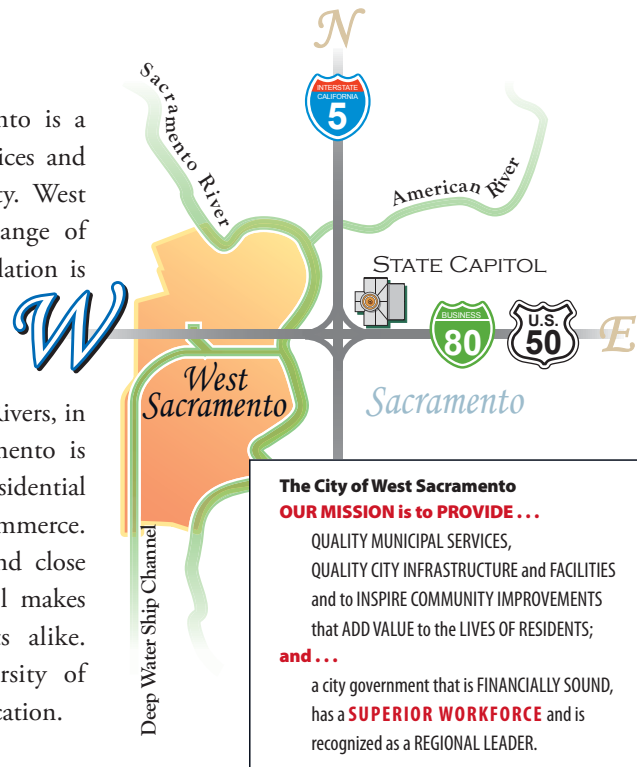 nto is a
ices and
ty. West
ange of
lation is
Rivers, in
mento is
sidential
mmerce.
nd close
l makes
ts alike.
rsity of
cation.
N
Sacramento River
INTERSTATE
CALIFORNIA
5
American River
STATE CAPITOL
W
BUSINESS
80
U.S.
50
E
West
Sacramento
Sacramento
Deep Water Ship Channel
The City of West Sacramento
OUR MISSION is to PROVIDE . . .
QUALITY MUNICIPAL SERVICES,
QUALITY CITY INFRASTRUCTURE and FACILITIES
and to INSPIRE COMMUNITY IMPROVEMENTS
that ADD VALUE to the LIVES OF RESIDENTS;
and . . .
a city government that is FINANCIALLY SOUND,
has a SUPERIOR WORKFORCE and is
recognized as a REGIONAL LEADER.